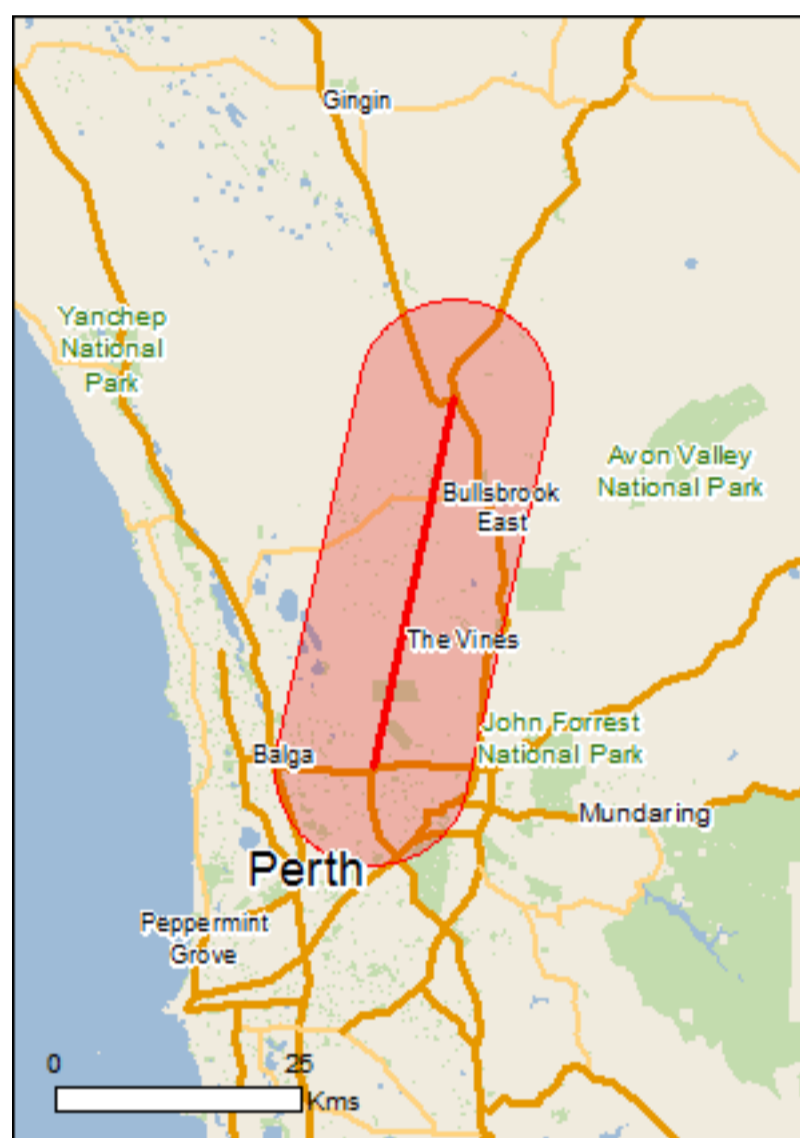 Gingin
Yanchep
National
Park
Avon Valley
National Park
Bullsbrook
East
The Vines
John Forrest
National Park
Balga
Mundaring
Perth
Peppermint
Grove
0 25
Kms